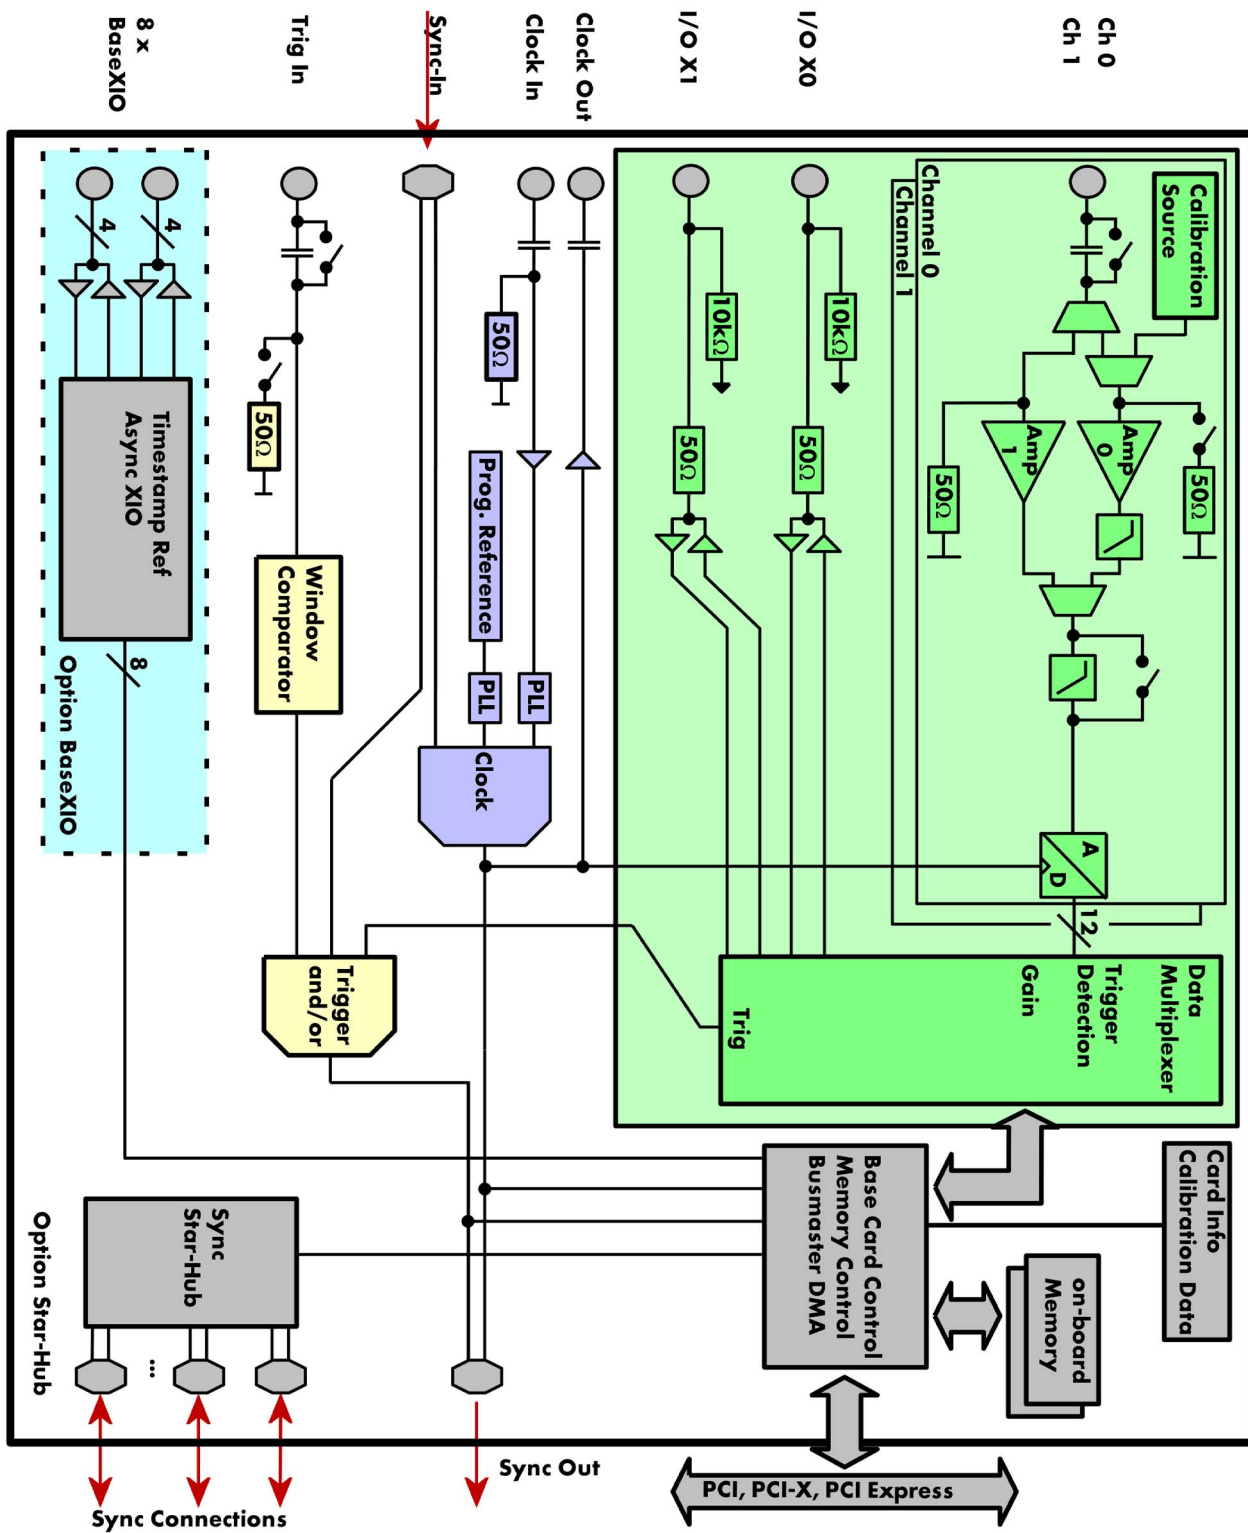 Ch 0
Ch 1
I/O X0
I/O X1
Clock Out
Clock In
Sync-In
Trig In
8 x
BaseXIO
Calibration
Source
Channel 0
Channel 1
Amp
0
Amp
1
50Ω
50Ω
10kΩ
10kΩ
50Ω
50Ω
A
D
12
Data
Multiplexer
Trigger
Detection
Gain
Trig
50Ω
Prog. Reference
PLL
PLL
Clock
50Ω
Window
Comparator
Trigger
and/or
4
4
Timestamp Ref
Async XIO
8
Option BaseXIO
Card Info
Calibration Data
on-board
Memory
Base Card Control
Memory Control
Busmaster DMA
Sync
Star-Hub
Option Star-Hub
...
Sync Out
Sync Connections
PCI, PCI-X, PCI Express